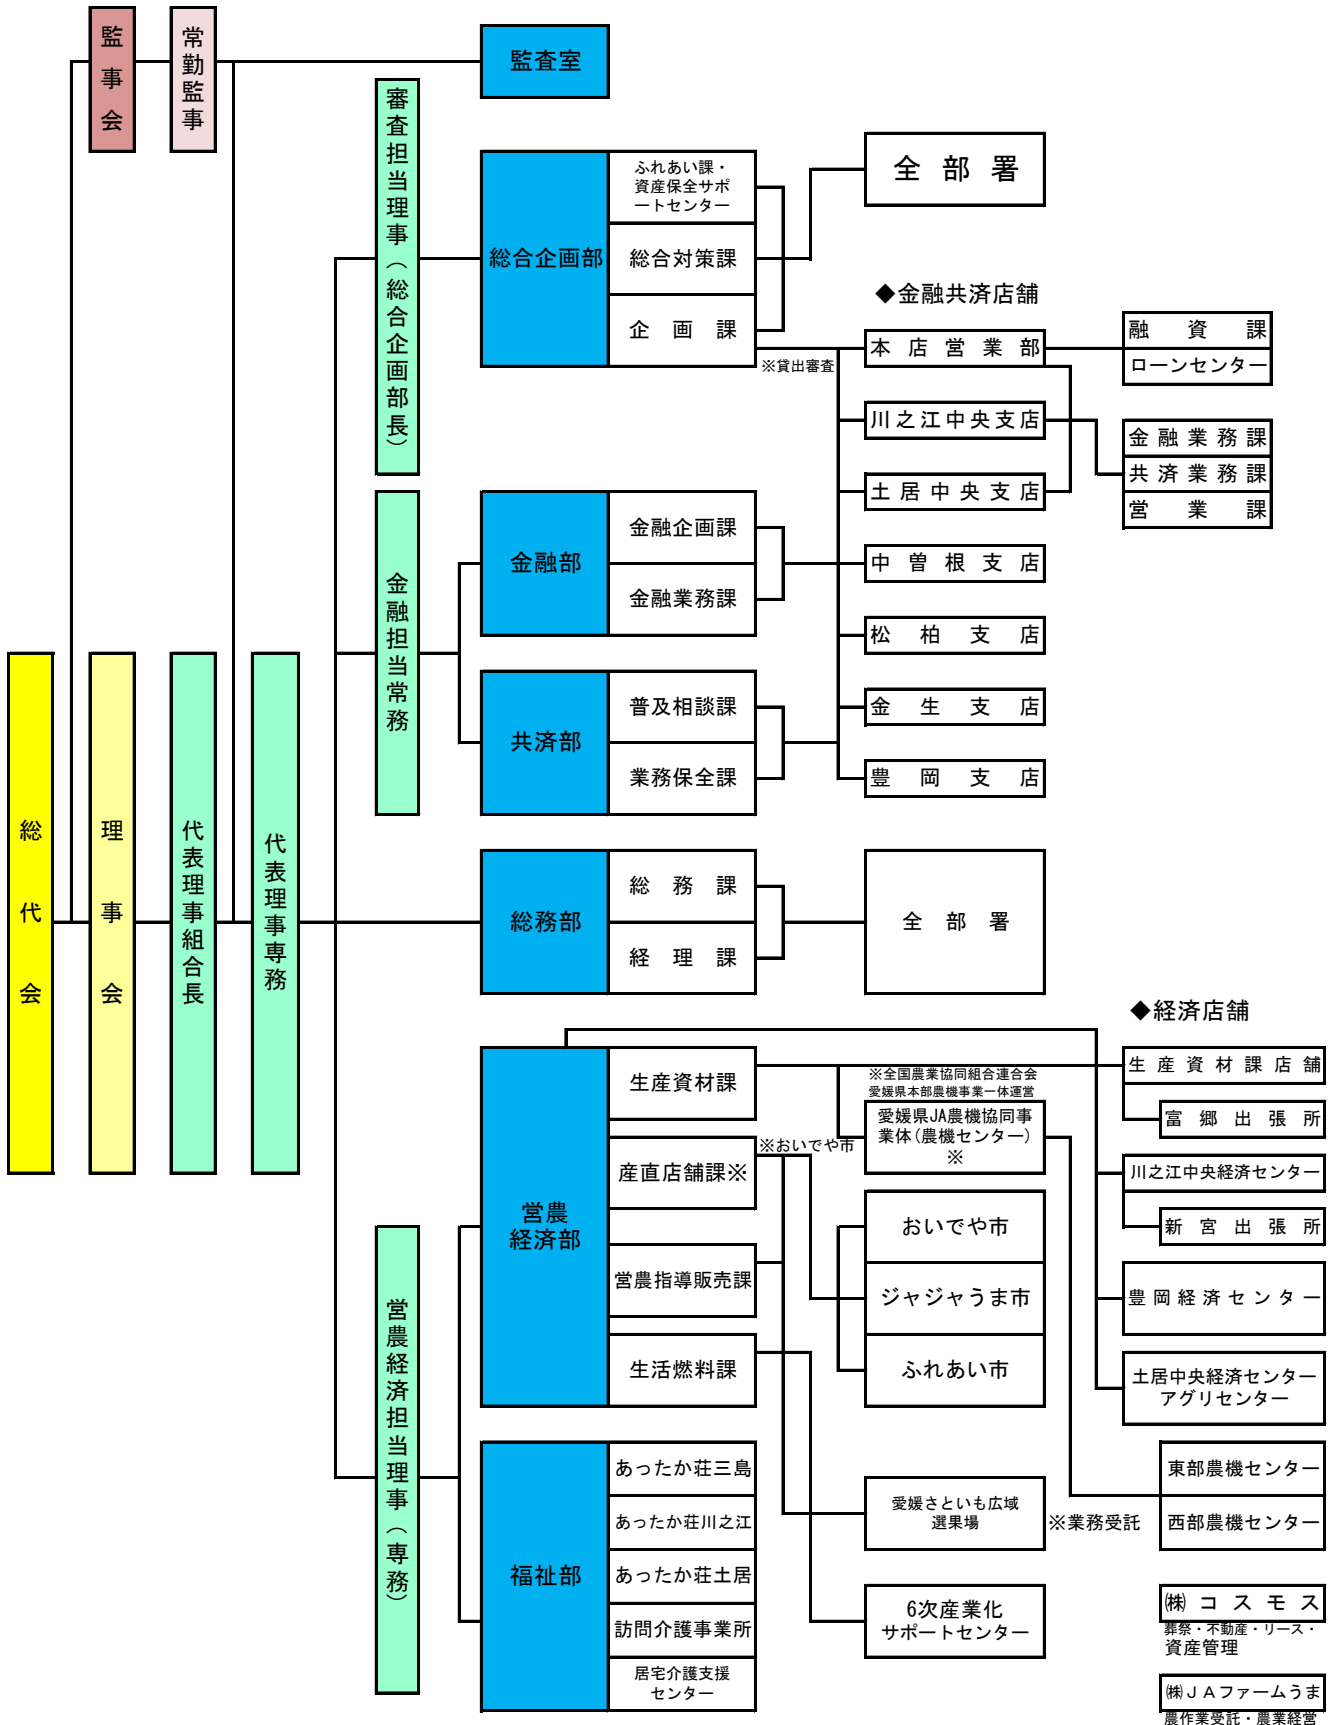 監事会
常勤監事
監査室
審査担当理事（総合企画部長）
総合企画部
ふれあい課・
資産保全サポ
ートセンター
総合対策課
企画課
全部署
◆金融共済店舗
※貸出審査
本店営業部
川之江中央支店
土居中央支店
中曽根支店
松柏支店
金生支店
豊岡支店
融資課
ローンセンター
金融業務課
共済業務課
営業課
金融担当常務
金融部
金融企画課
金融業務課
共済部
普及相談課
業務保全課
総代会
理事会
代表理事組合長
代表理事専務
総務部
総務課
経理課
全部署
◆経済店舗
営農経済担当理事（専務）
営農
経済部
生産資材課
産直店舗課※
営農指導販売課
生活燃料課
※おいでや市
※全国農業協同組合連合会
愛媛県本部農機事業一体運営
愛媛県JA農機協同事
業体(農機センター)
※
おいでや市
ジャジャうま市
ふれあい市
愛媛さといも広域
選果場
※業務受託
6次産業化
サポートセンター
生産資材課店舗
富郷出張所
川之江中央経済センター
新宮出張所
豊岡経済センター
土居中央経済センター
アグリセンター
東部農機センター
西部農機センター
福祉部
あったか荘三島
あったか荘川之江
あったか荘土居
訪問介護事業所
居宅介護支援
センター
㈱コスモス
葬祭・不動産・リース・
資産管理
㈱ＪＡファームうま
農作業受託・農業経営